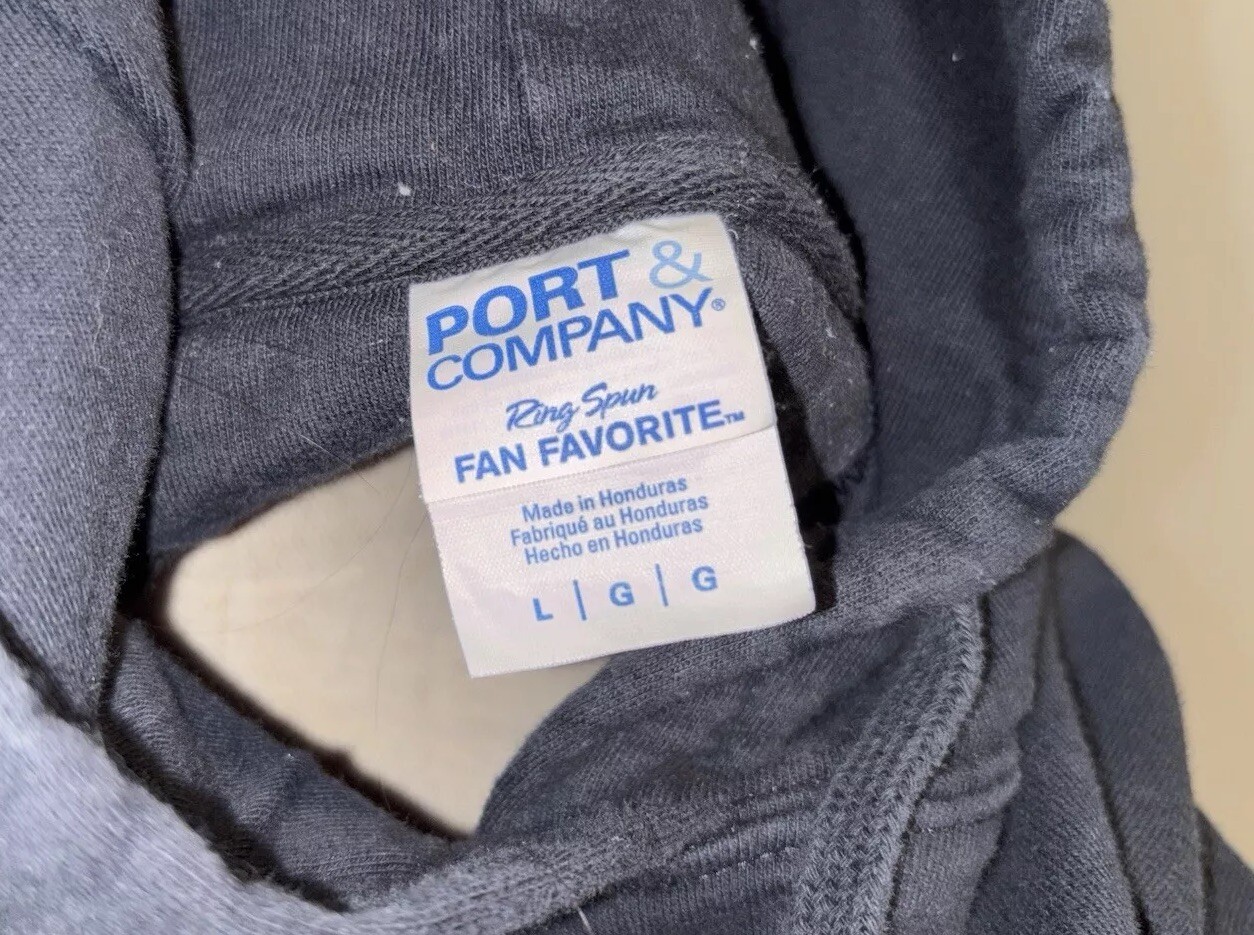 PORT &
COMPANY®
Ring Spun
FAN FAVORITE™
Made in Honduras
Fabriqué au Honduras
Hecho en Honduras
L | G | G